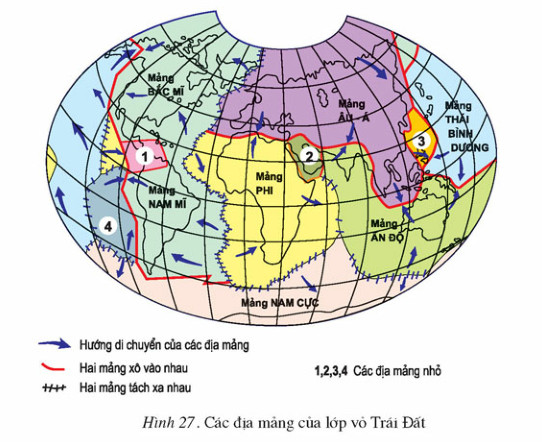 Mảng
BẮC MĨ
Mảng
ÂU - Á
Mảng
THÁI
BÌNH
DƯƠNG
3
1
2
Mảng
PHI
Mảng
NAM MĨ
4
Mảng
ẤN ĐỘ
Mảng NAM CỰC
Hướng di chuyển của các địa mảng
Hai mảng xô vào nhau
1,2,3,4 Các địa mảng nhỏ
Hai mảng tách xa nhau
Hình 27. Các địa mảng của lớp vỏ Trái Đất